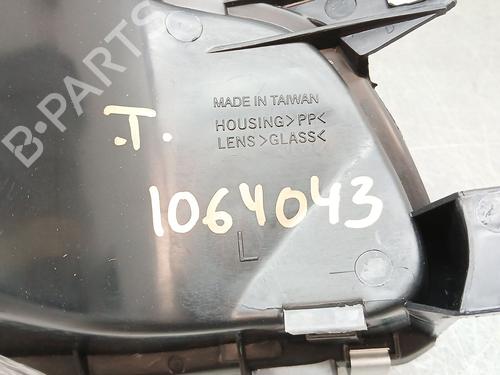 B-PARTS
MADE IN TAIWAN
HOUSING>PP<
LENS>GLASS<
.T.
1064043
L